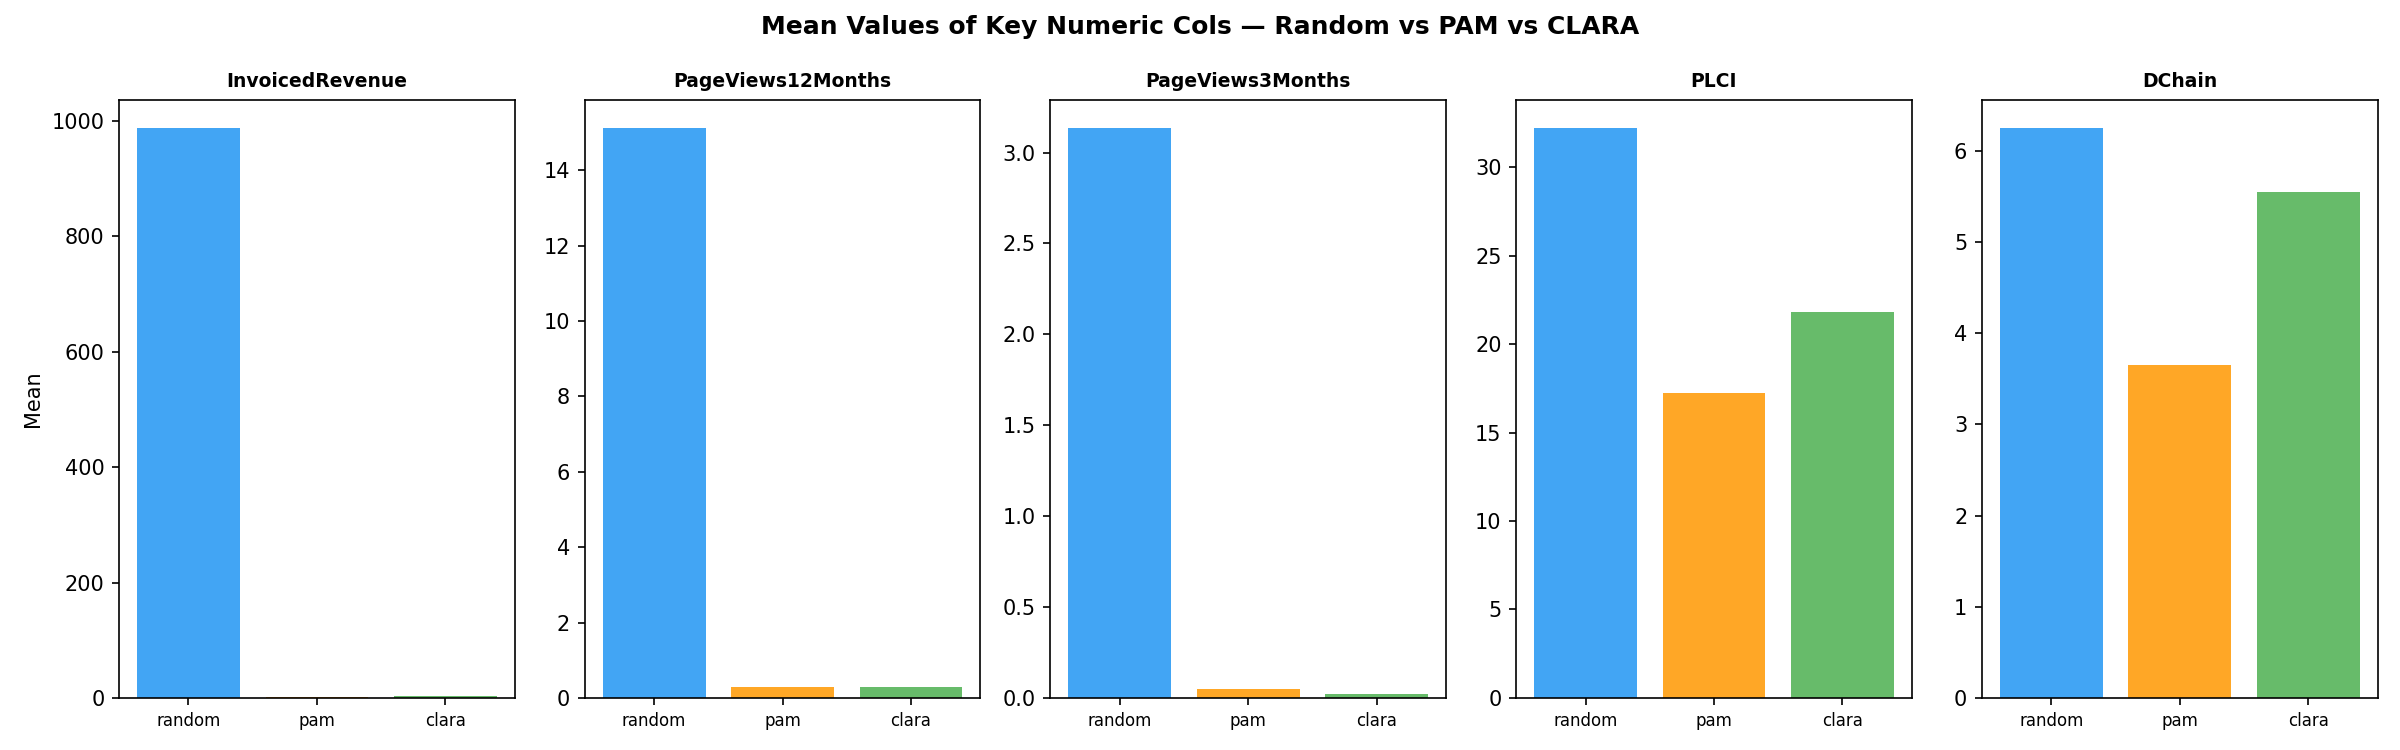 Mean Values of Key Numeric Cols — Random vs PAM vs CLARA
InvoicedRevenue
Mean
1000
800
600
400
200
0
random pam clara
PageViews12Months
14
12
10
8
6
4
2
0
random pam clara
PageViews3Months
3.0
2.5
2.0
1.5
1.0
0.5
0.0
random pam clara
PLCI
30
25
20
15
10
5
0
random pam clara
DChain
6
5
4
3
2
1
0
random pam clara